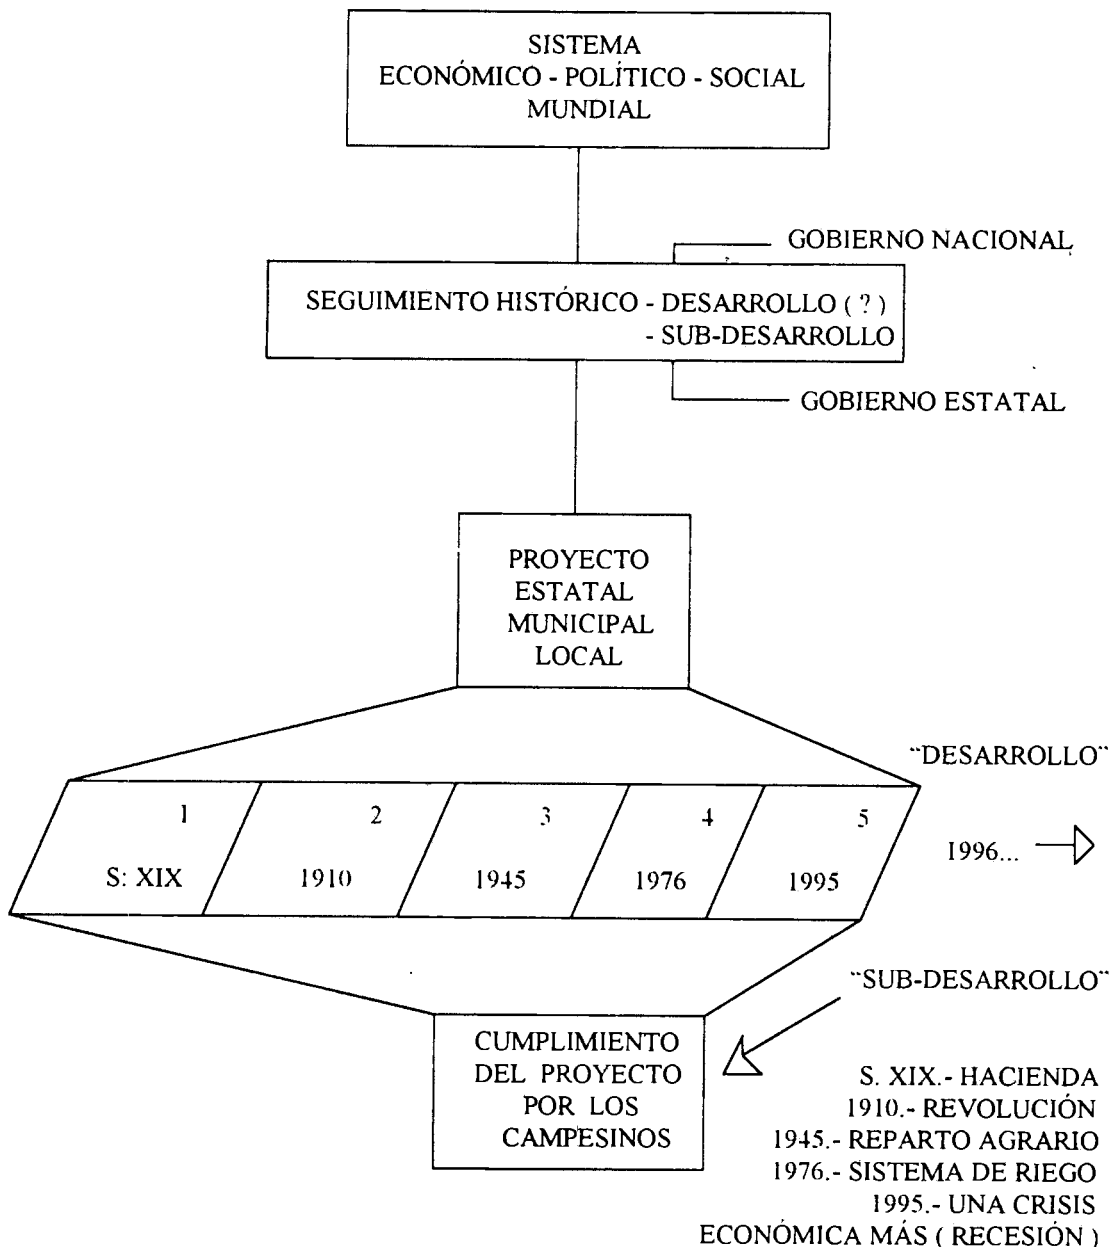 SISTEMA
ECONÓMICO - POLÍTICO - SOCIAL
MUNDIAL
GOBIERNO NACIONAL
SEGUIMIENTO HISTÓRICO - DESARROLLO ( ? )
- SUB-DESARROLLO
GOBIERNO ESTATAL
PROYECTO
ESTATAL
MUNICIPAL
LOCAL
"DESARROLLO"
1 2 3 4 5
S: XIX 1910 1945 1976 1995
1996...
"SUB-DESARROLLO"
CUMPLIMIENTO
DEL PROYECTO
POR LOS
CAMPESINOS
S. XIX.- HACIENDA
1910.- REVOLUCIÓN
1945.- REPARTO AGRARIO
1976.- SISTEMA DE RIEGO
1995.- UNA CRISIS
ECONÓMICA MÁS ( RECESIÓN )